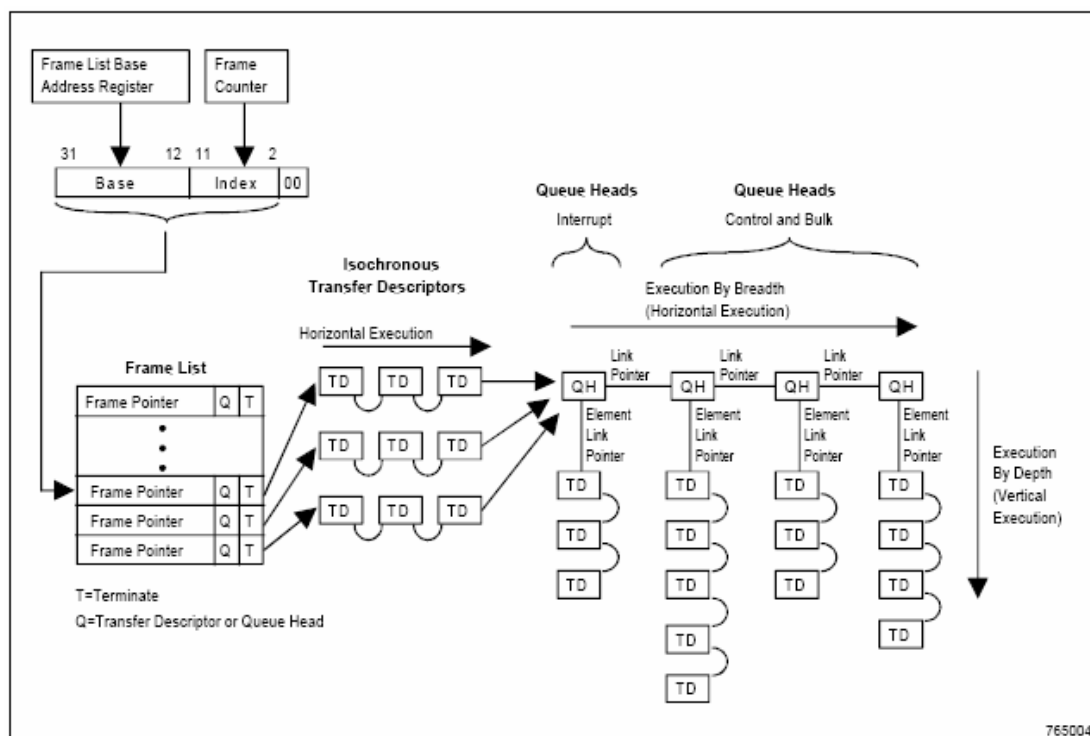 Frame List Base
Address Register
Frame
Counter
31 12 11 2
Base Index 00
Queue Heads
Interrupt
Queue Heads
Control and Bulk
Isochronous
Transfer Descriptors
Execution By Breadth
(Horizontal Execution)
Horizontal Execution
Frame List
Frame Pointer Q T
Frame Pointer Q T
Frame Pointer Q T
Frame Pointer Q T
T=Terminate
Q=Transfer Descriptor or Queue Head
TD TD TD
TD TD TD
TD TD TD
Link
Pointer
Link
Pointer
Link
Pointer
QH QH QH QH
Element
Link
Pointer
Element
Link
Pointer
Element
Link
Pointer
Element
Link
Pointer
TD TD TD TD
TD TD TD TD
TD TD TD TD
TD TD
TD
Execution
By Depth
(Vertical
Execution)
765004